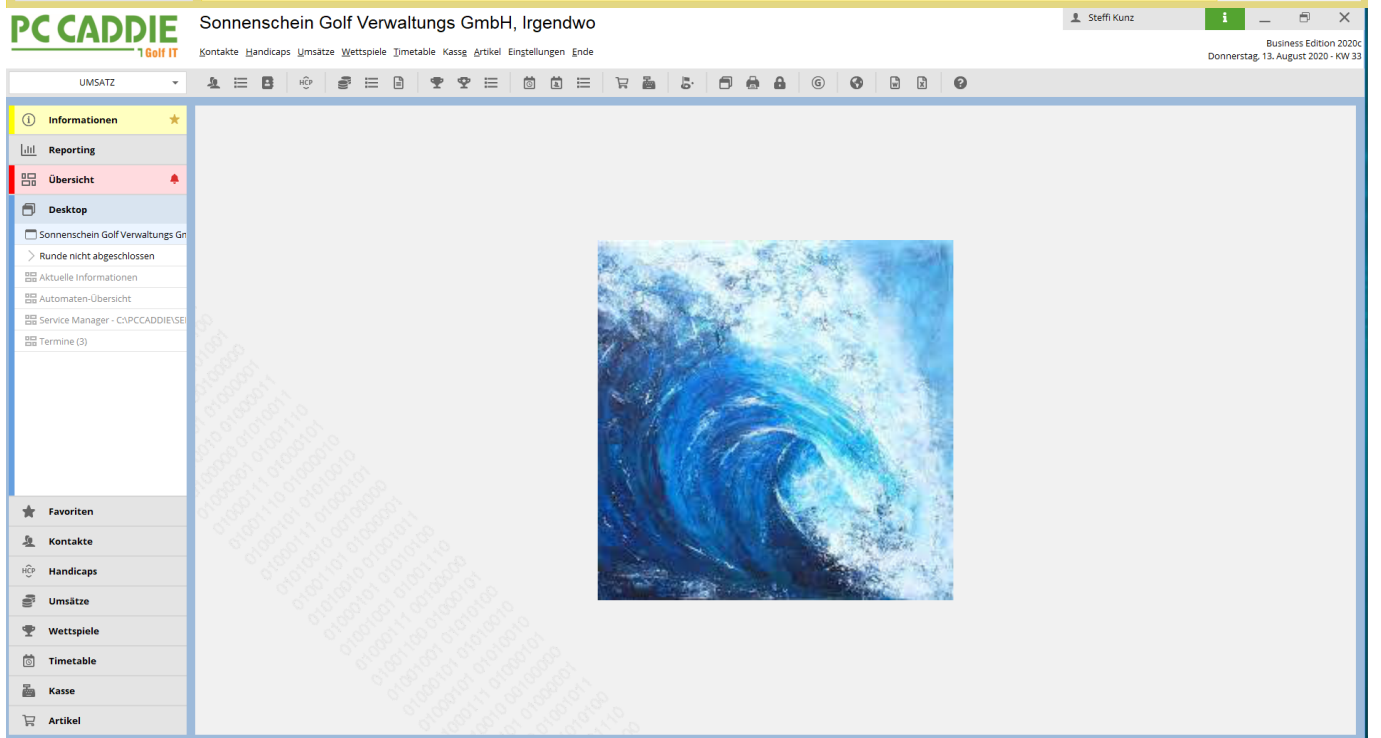 PC CADDIE
Golf IT
Sonnenschein Golf Verwaltungs GmbH, Irgendwo
Steffi Kunz
Kontakte Handicaps Umsätze Wettspiele Timetable Kasse Artikel Einstellungen Ende
Business Edition 2020c
Donnerstag, 13. August 2020 - KW 33
UMSATZ
HCP
Informationen
Reporting
Übersicht
Desktop
Sonnenschein Golf Verwaltungs Gm
Runde nicht abgeschlossen
Aktuelle Informationen
Automaten-Übersicht
Service Manager - C:\PCCADDIE\SE
Termine (3)
Favoriten
Kontakte
HCP Handicaps
Umsätze
Wettspiele
Timetable
Kasse
Artikel